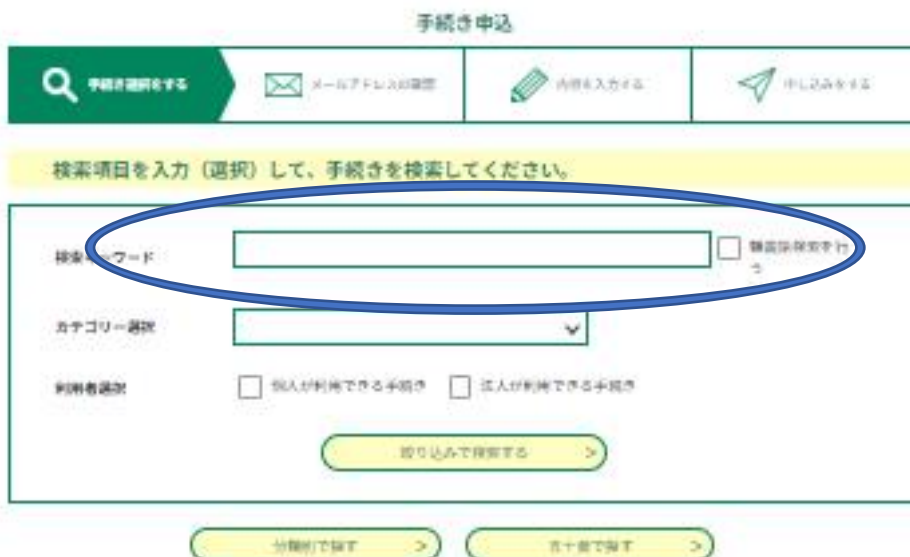 手続き申込
手続き選択をする
メールアドレスの確認
内容を入力する
申し込みをする
検索項目を入力（選択）して、手続きを検索してください。
検索キーワード
類義語検索を行
う
カテゴリー選択
利用者選択
個人が利用できる手続き
法人が利用できる手続き
絞り込みで検索する >
分類別で探す >
五十音で探す >